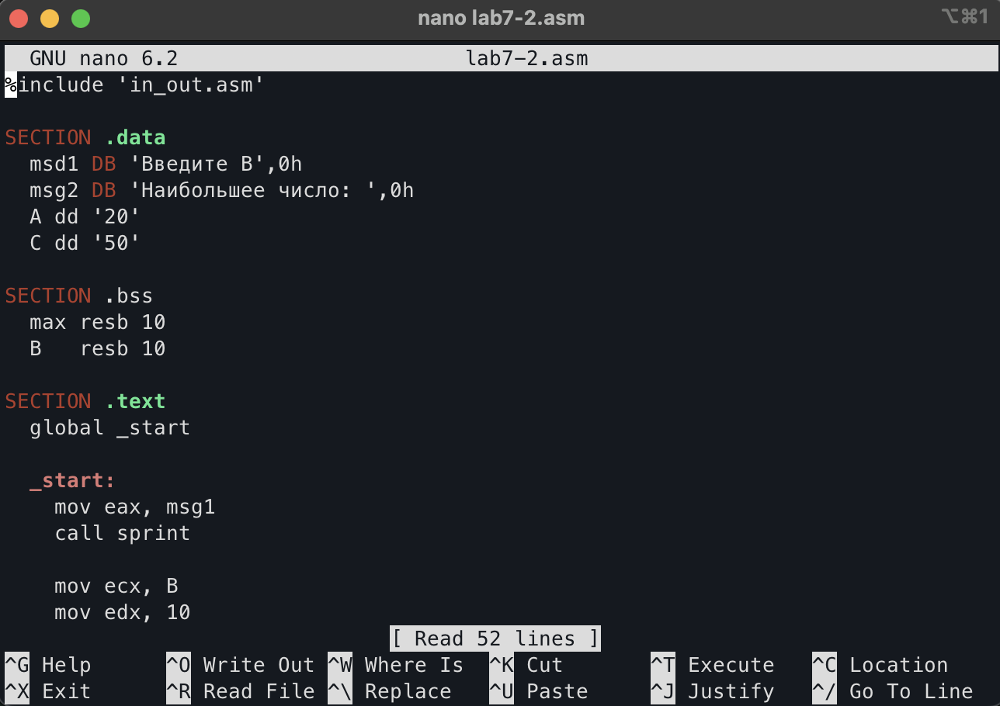 nano lab7-2.asm ⌥⌘1
GNU nano 6.2 lab7-2.asm
%include 'in_out.asm'
SECTION .data
msd1 DB 'Введите B',0h
msg2 DB 'Наибольшее число: ',0h
A dd '20'
C dd '50'
SECTION .bss
max resb 10
B resb 10
SECTION .text
global _start
_start:
mov eax, msg1
call sprint
mov ecx, B
mov edx, 10
[ Read 52 lines ]
^G Help ^O Write Out ^W Where Is ^K Cut ^T Execute ^C Location
^X Exit ^R Read File ^\ Replace ^U Paste ^J Justify ^/ Go To Line